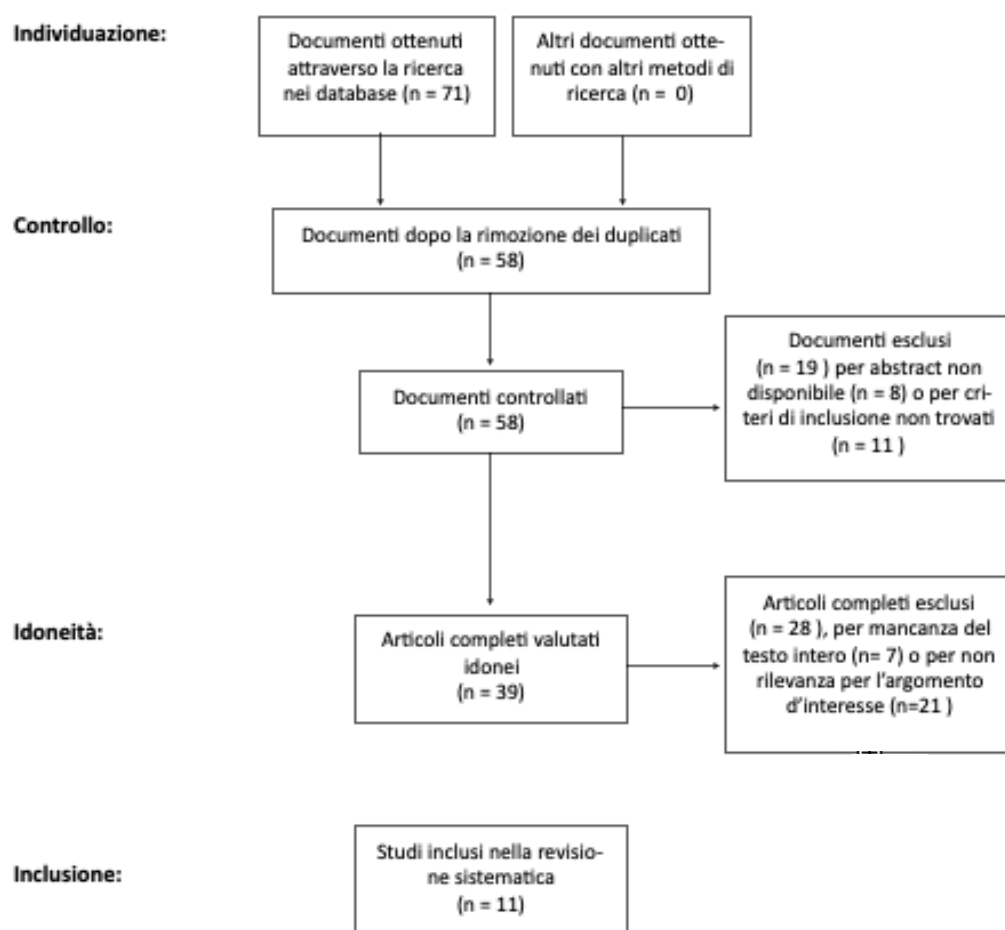 Individuazione:
Documenti ottenuti
attraverso la ricerca
nei database (n = 71)
Altri documenti otte-
nuti con altri metodi di
ricerca (n =  0)
Controllo:
Documenti dopo la rimozione dei duplicati
(n = 58)
Documenti controllati
(n = 58)
Documenti esclusi
(n = 19 ) per abstract non
disponibile (n = 8) o per cri-
teri di inclusione non trovati
(n = 11 )
Idoneità:
Articoli completi valutati
idonei
(n = 39)
Articoli completi esclusi
(n = 28 ), per mancanza del
testo intero (n= 7) o per non
rilevanza per l'argomento
d'interesse (n=21 )
Inclusione:
Studi inclusi nella revisio-
ne sistematica
(n = 11)